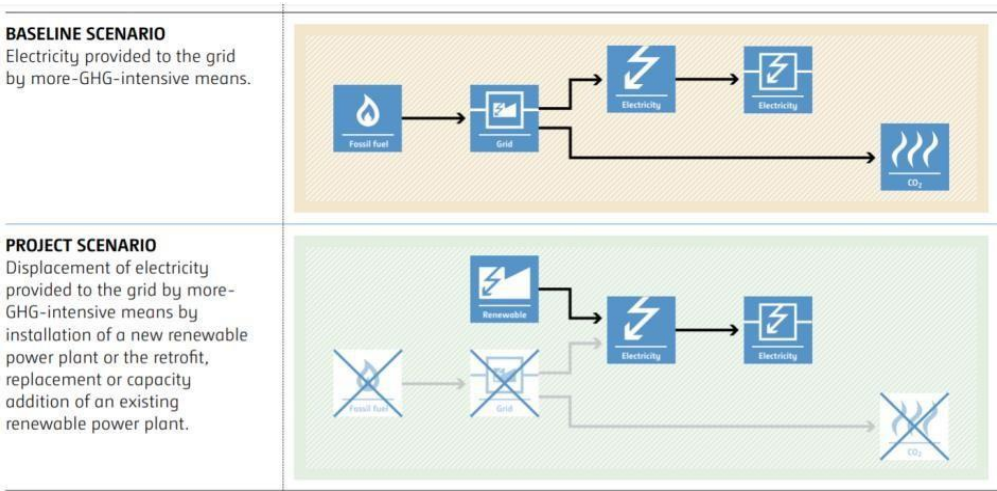 BASELINE SCENARIO
Electricity provided to the grid
by more-GHG-intensive means.
Fossil fuel
Grid
Electricity
Electricity
CO₂
PROJECT SCENARIO
Displacement of electricity
provided to the grid by more-
GHG-intensive means by
installation of a new renewable
power plant or the retrofit,
replacement or capacity
addition of an existing
renewable power plant.
Renewable
Electricity
Electricity
Fossil fuel
Grid
CO₂